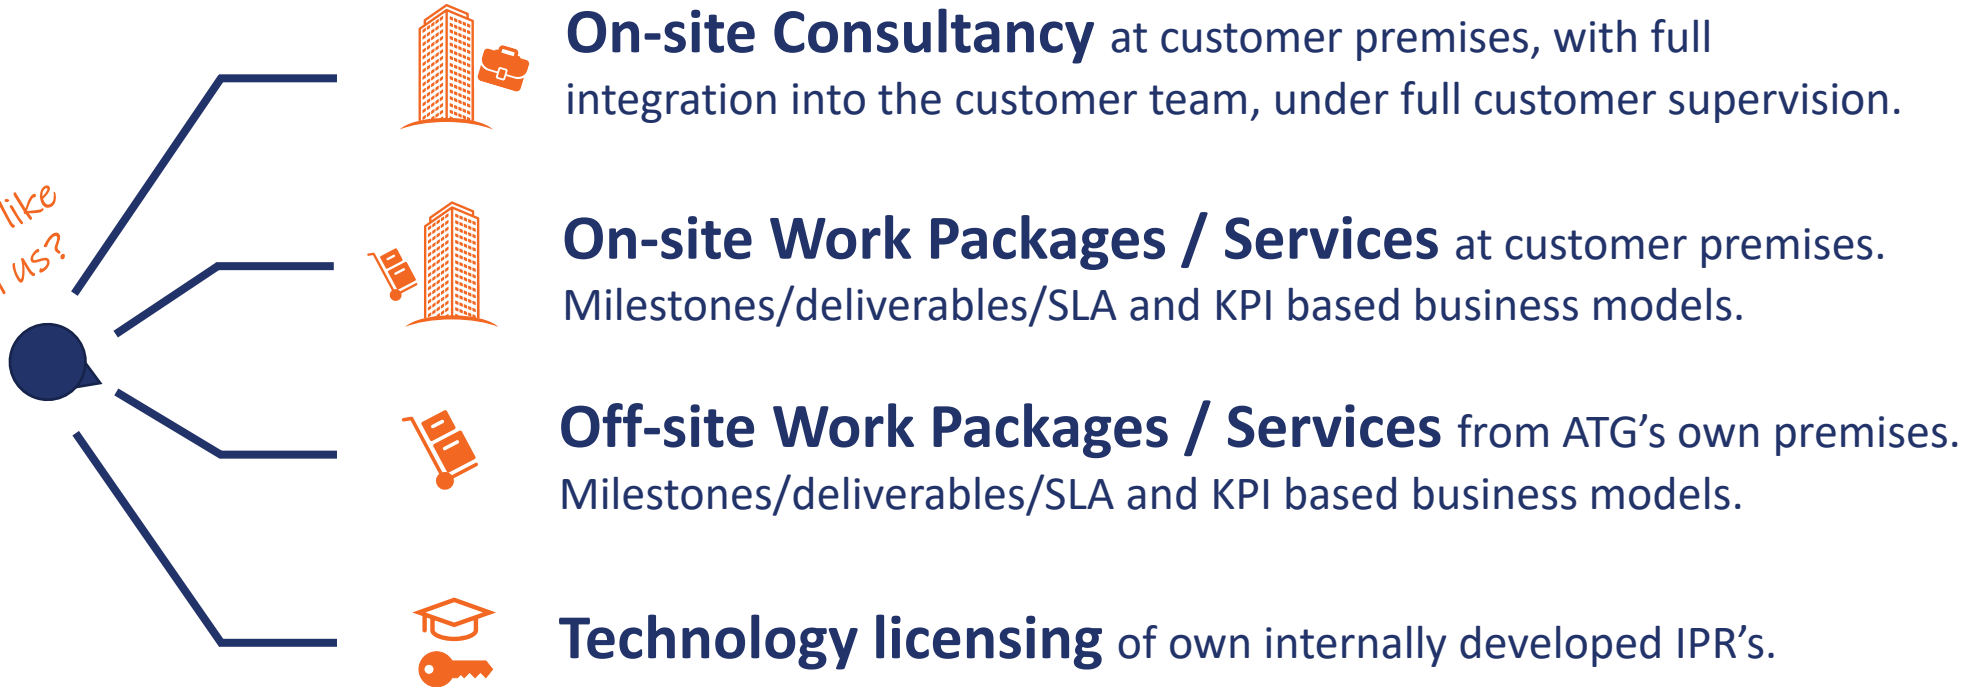 On-site Consultancy at customer premises, with full
integration into the customer team, under full customer supervision.
like
us?
On-site Work Packages / Services at customer premises.
Milestones/deliverables/SLA and KPI based business models.
Off-site Work Packages / Services from ATG’s own premises.
Milestones/deliverables/SLA and KPI based business models.
Technology licensing of own internally developed IPR’s.